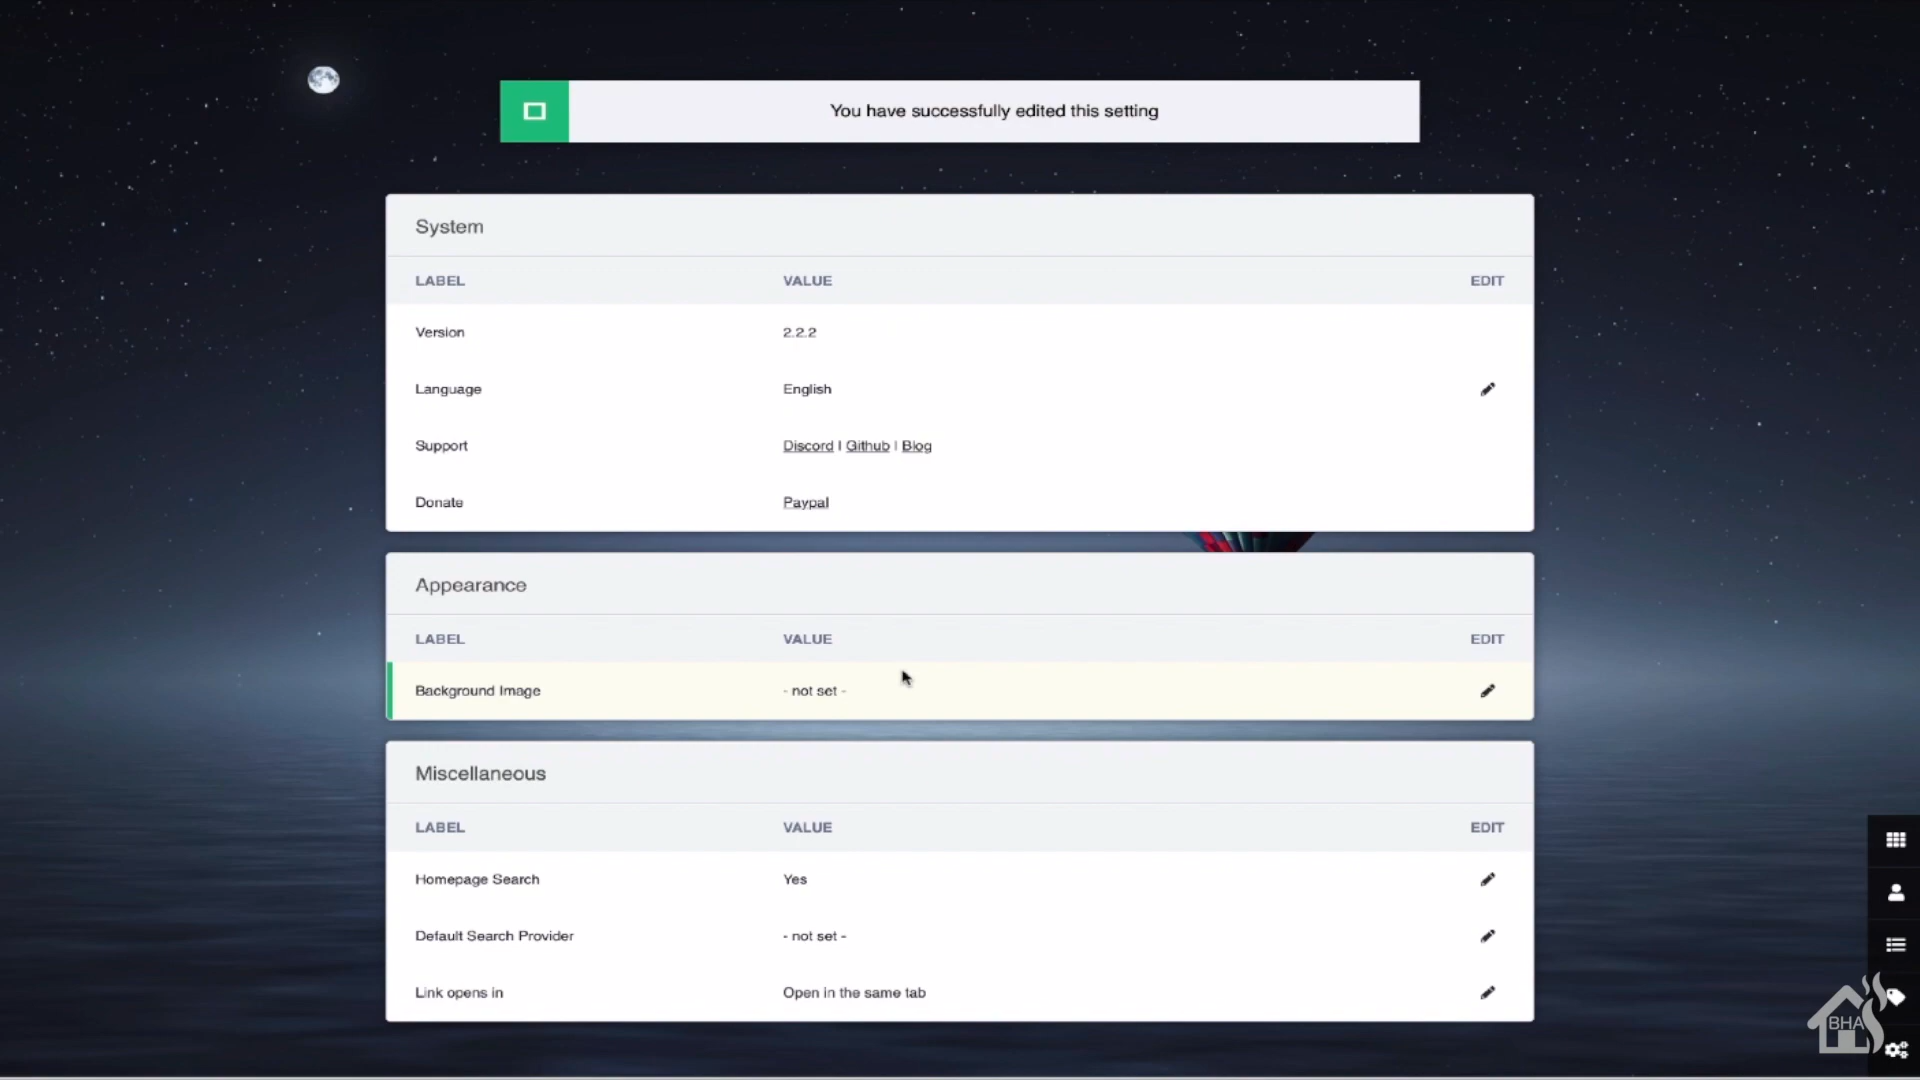 You have successfully edited this setting
System
LABEL VALUE EDIT
Version 2.2.2
Language English
Support Discord | Github | Blog
Donate Paypal
Appearance
LABEL VALUE EDIT
Background Image - not set -
Miscellaneous
LABEL VALUE EDIT
Homepage Search Yes
Default Search Provider - not set -
Link opens in Open in the same tab
BHA